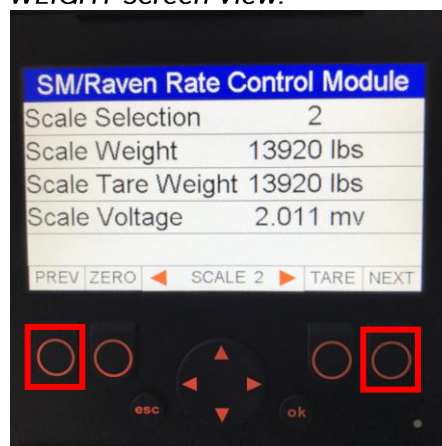 WEIGHT screen view.
SM/Raven Rate Control Module
Scale Selection 2
Scale Weight 13920 lbs
Scale Tare Weight 13920 lbs
Scale Voltage 2.011 mv
PREV ZERO ◀ SCALE 2 ▶ TARE NEXT
esc ok